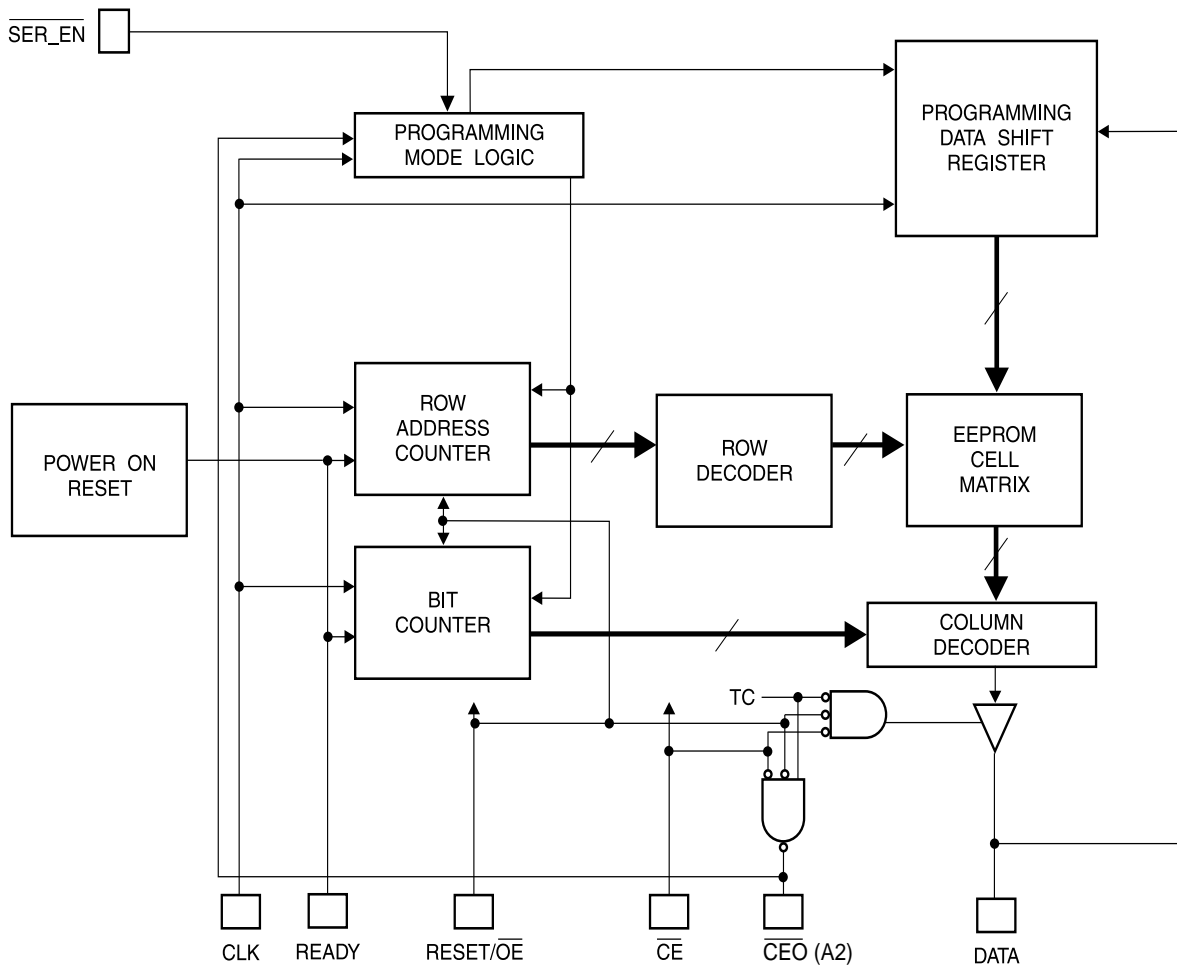 SER_EN
PROGRAMMING
MODE LOGIC
PROGRAMMING
DATA SHIFT
REGISTER
POWER ON
RESET
ROW
ADDRESS
COUNTER
ROW
DECODER
EEPROM
CELL
MATRIX
BIT
COUNTER
COLUMN
DECODER
TC
CLK
READY
RESET/OE
CE
CEO (A2)
DATA